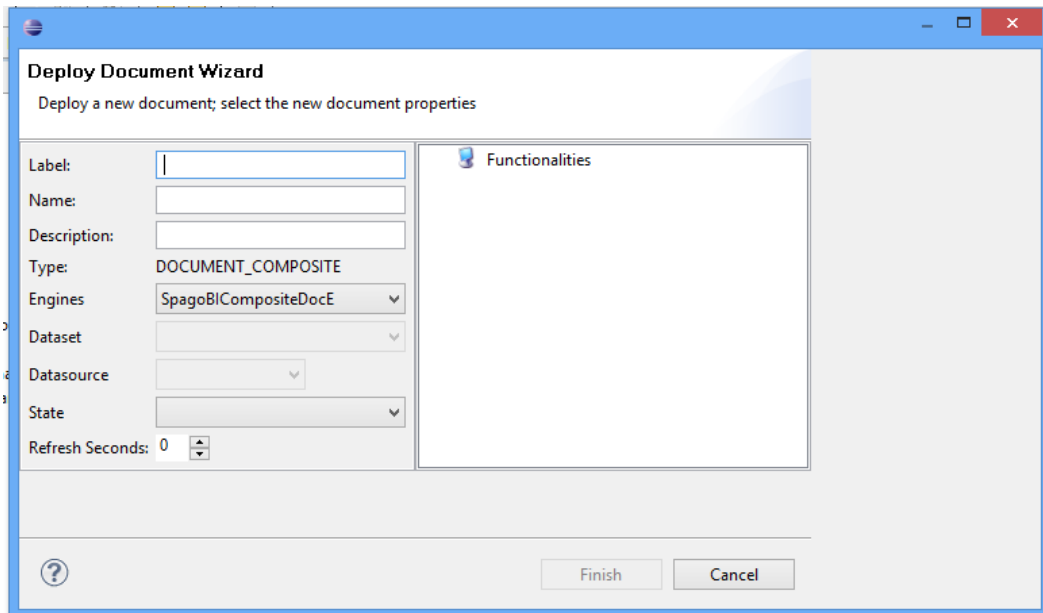 Deploy Document Wizard
Deploy a new document; select the new document properties
Label:
Name:
Description:
Type: DOCUMENT_COMPOSITE
Engines SpagoBICompositeDocE
Dataset
Datasource
State
Refresh Seconds: 0
Functionalities
Finish Cancel